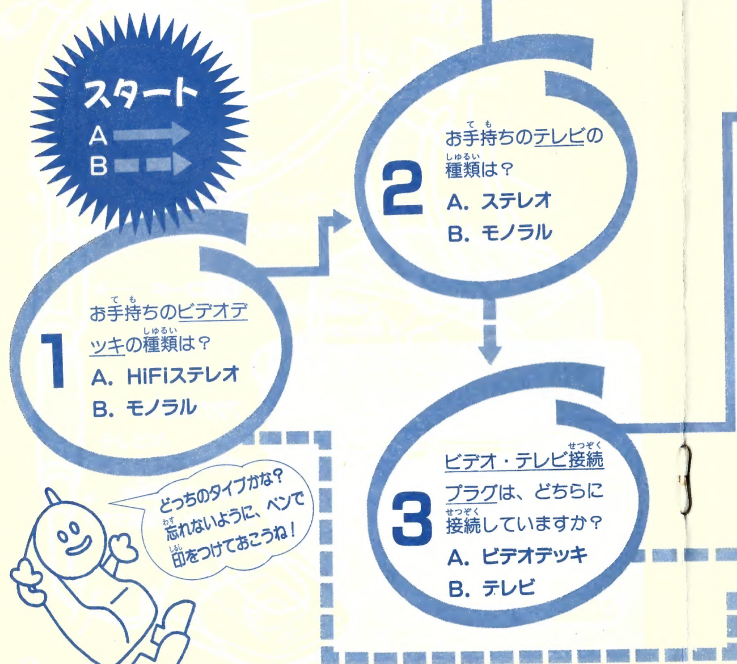 スタート
A
B
1
お手持ちのビデオデ
ッキの種類は?
A. HiFiステレオ
B. モノラル
どっちのタイプかな?
忘れないように、ペンで
印をつけておこうね!
2
お手持ちのテレビの
種類は?
A. ステレオ
B. モノラル
3
ビデオ・テレビ接続
プラグは、どちらに
接続していますか?
A. ビデオデッキ
B. テレビ